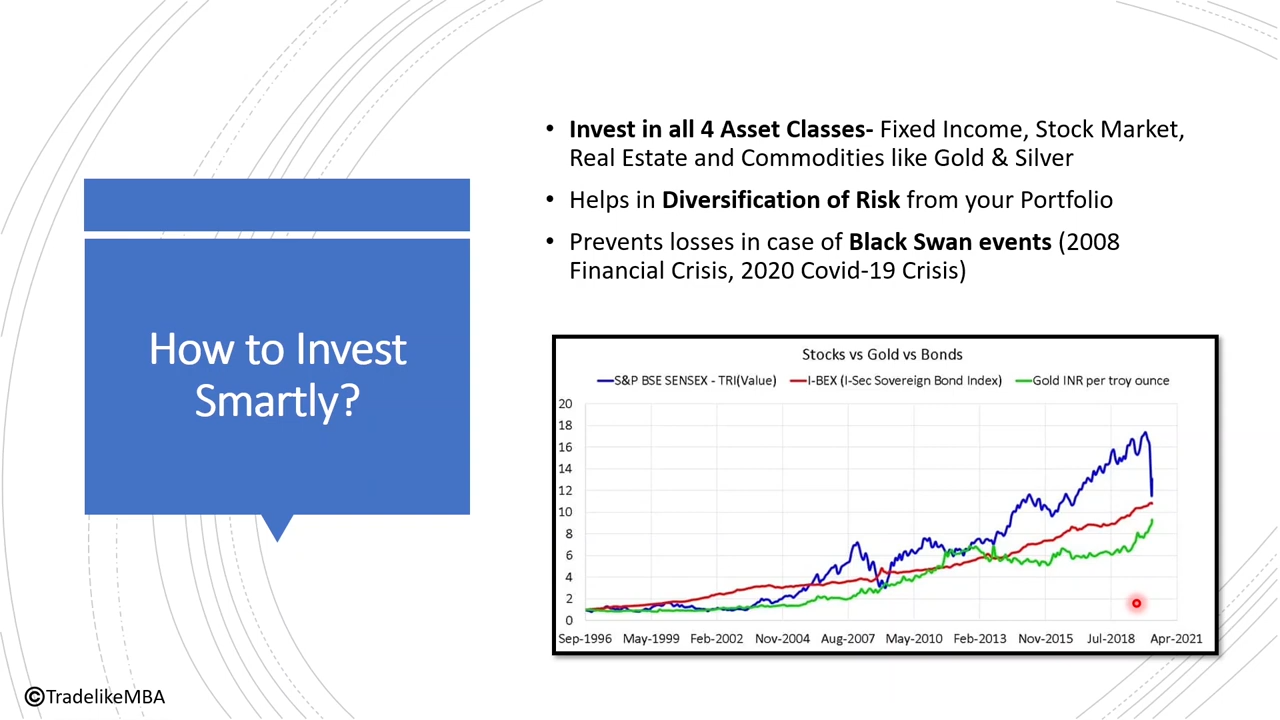 How to Invest
Smartly?
• Invest in all 4 Asset Classes- Fixed Income, Stock Market,
Real Estate and Commodities like Gold & Silver
• Helps in Diversification of Risk from your Portfolio
• Prevents losses in case of Black Swan events (2008
Financial Crisis, 2020 Covid-19 Crisis)
Stocks vs Gold vs Bonds
S&P BSE SENSEX - TRI(Value) I-BEX (I-Sec Sovereign Bond Index) Gold INR per troy ounce
20
18
16
14
12
10
8
6
4
2
0
Sep-1996 May-1999 Feb-2002 Nov-2004 Aug-2007 May-2010 Feb-2013 Nov-2015 Jul-2018 Apr-2021
©TradelikeMBA